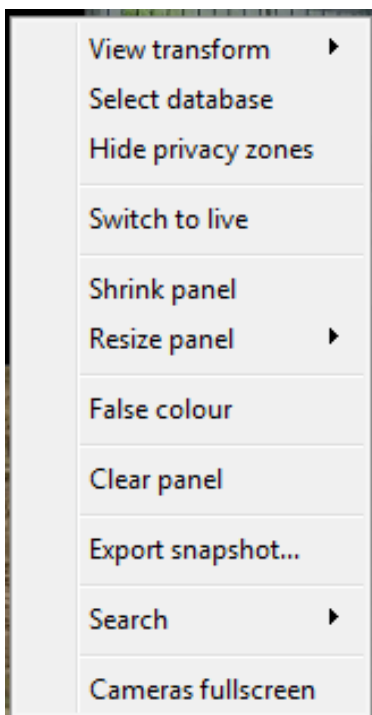 View transform
Select database
Hide privacy zones
Switch to live
Shrink panel
Resize panel
False colour
Clear panel
Export snapshot...
Search
Cameras fullscreen